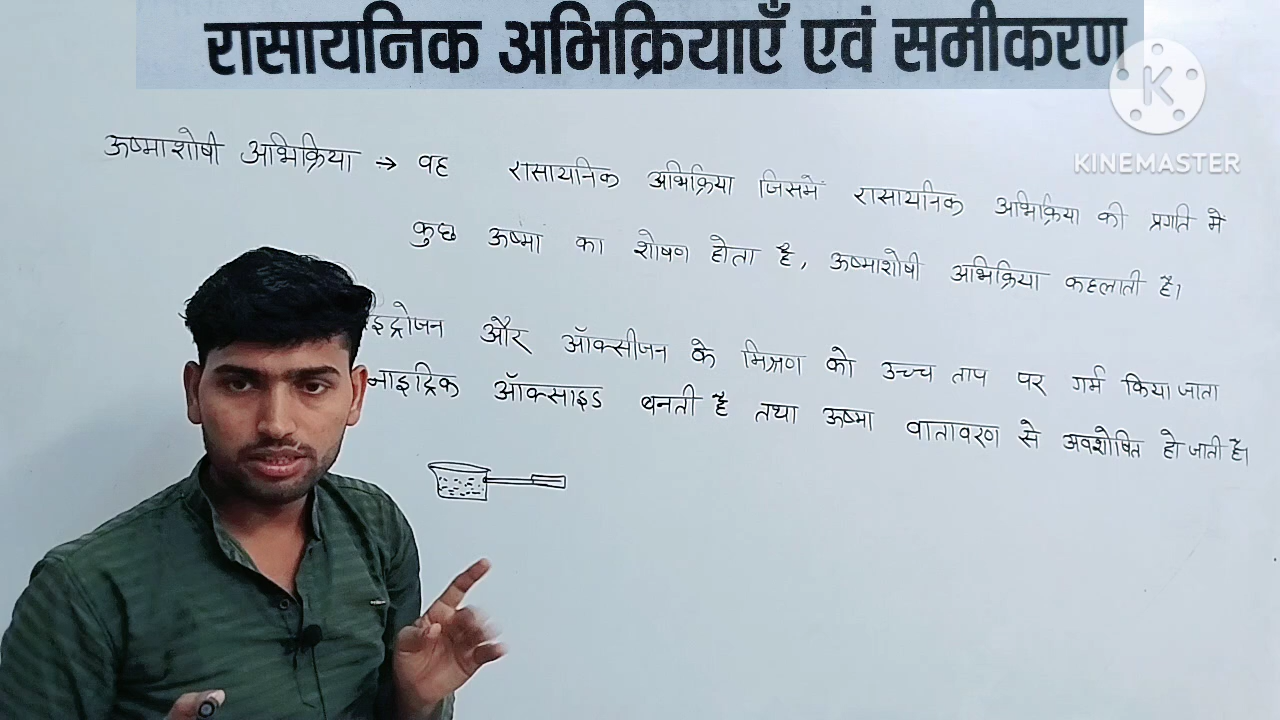 रासायनिक अभिक्रियाएँ एवं समीकरण
K
KINEMASTER
ऊष्माशोषी अभिक्रिया → वह रासायनिक अभिक्रिया जिसमें रासायनिक अभिक्रिया की प्रगति मे
कुछ ऊष्मा का शोषण होता है, ऊष्माशोषी अभिक्रिया कहलाती है।
इट्रोजन और ऑक्सीजन के मिश्रण को उच्च ताप पर गर्म किया जाता
नाइट्रिक ऑक्साइड बनती है तथा ऊष्मा वातावरण से अवशोषित हो जाती है।